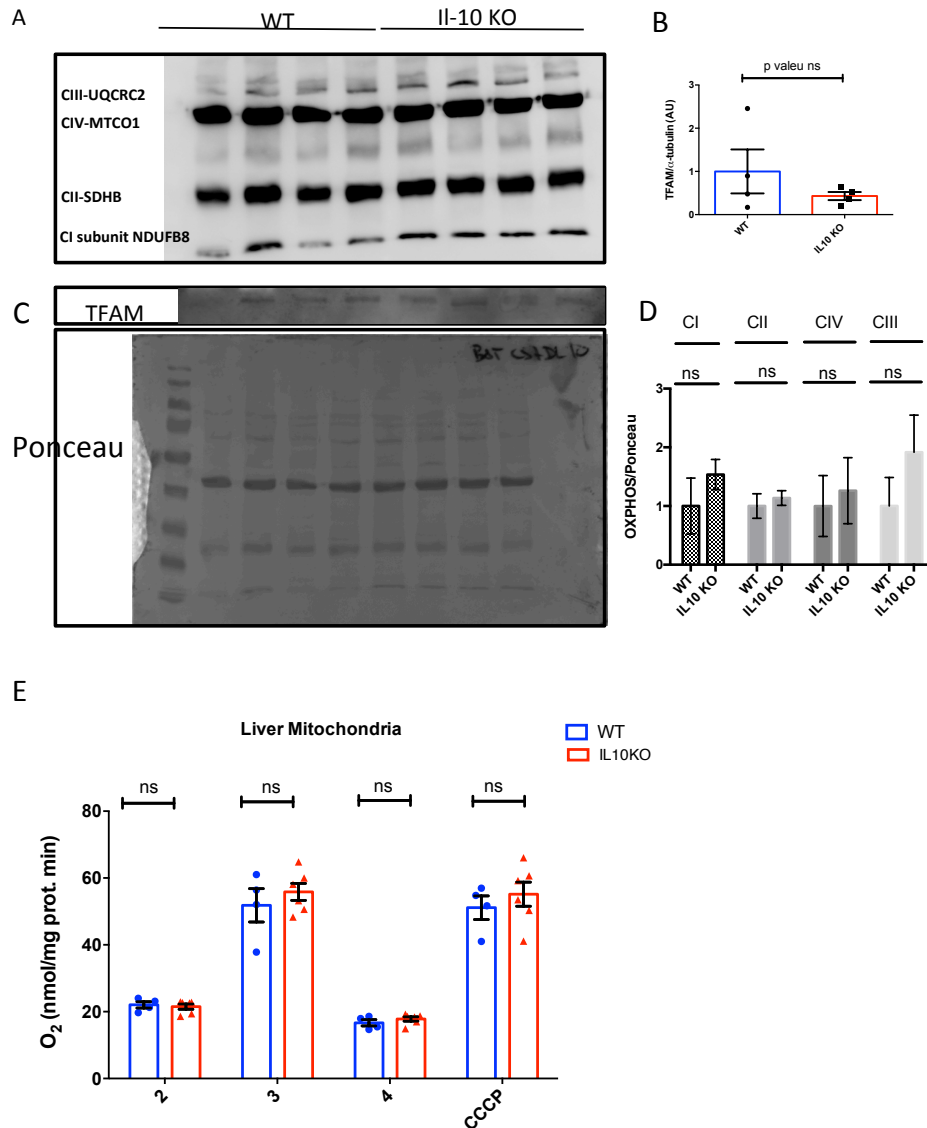 A
WT
Il-10 KO
CIII-UQCRC2
CIV-MTCO1
CII-SDHB
CI subunit NDUFB8
B
p valeu ns
TFAM/α-tubulin (AU)
3
2
1
0
WT
IL10 KO
C
TFAM
Ponceau
D
CI
CII
CIV
CIII
ns
ns
ns
ns
OXPHOS/Ponceau
3
2
1
0
WT
IL10 KO
WT
IL10 KO
WT
IL10 KO
WT
IL10 KO
E
Liver Mitochondria
WT
IL10KO
ns
ns
ns
ns
O₂ (nmol/mg prot. min)
80
60
40
20
0
2
3
4
CCCP